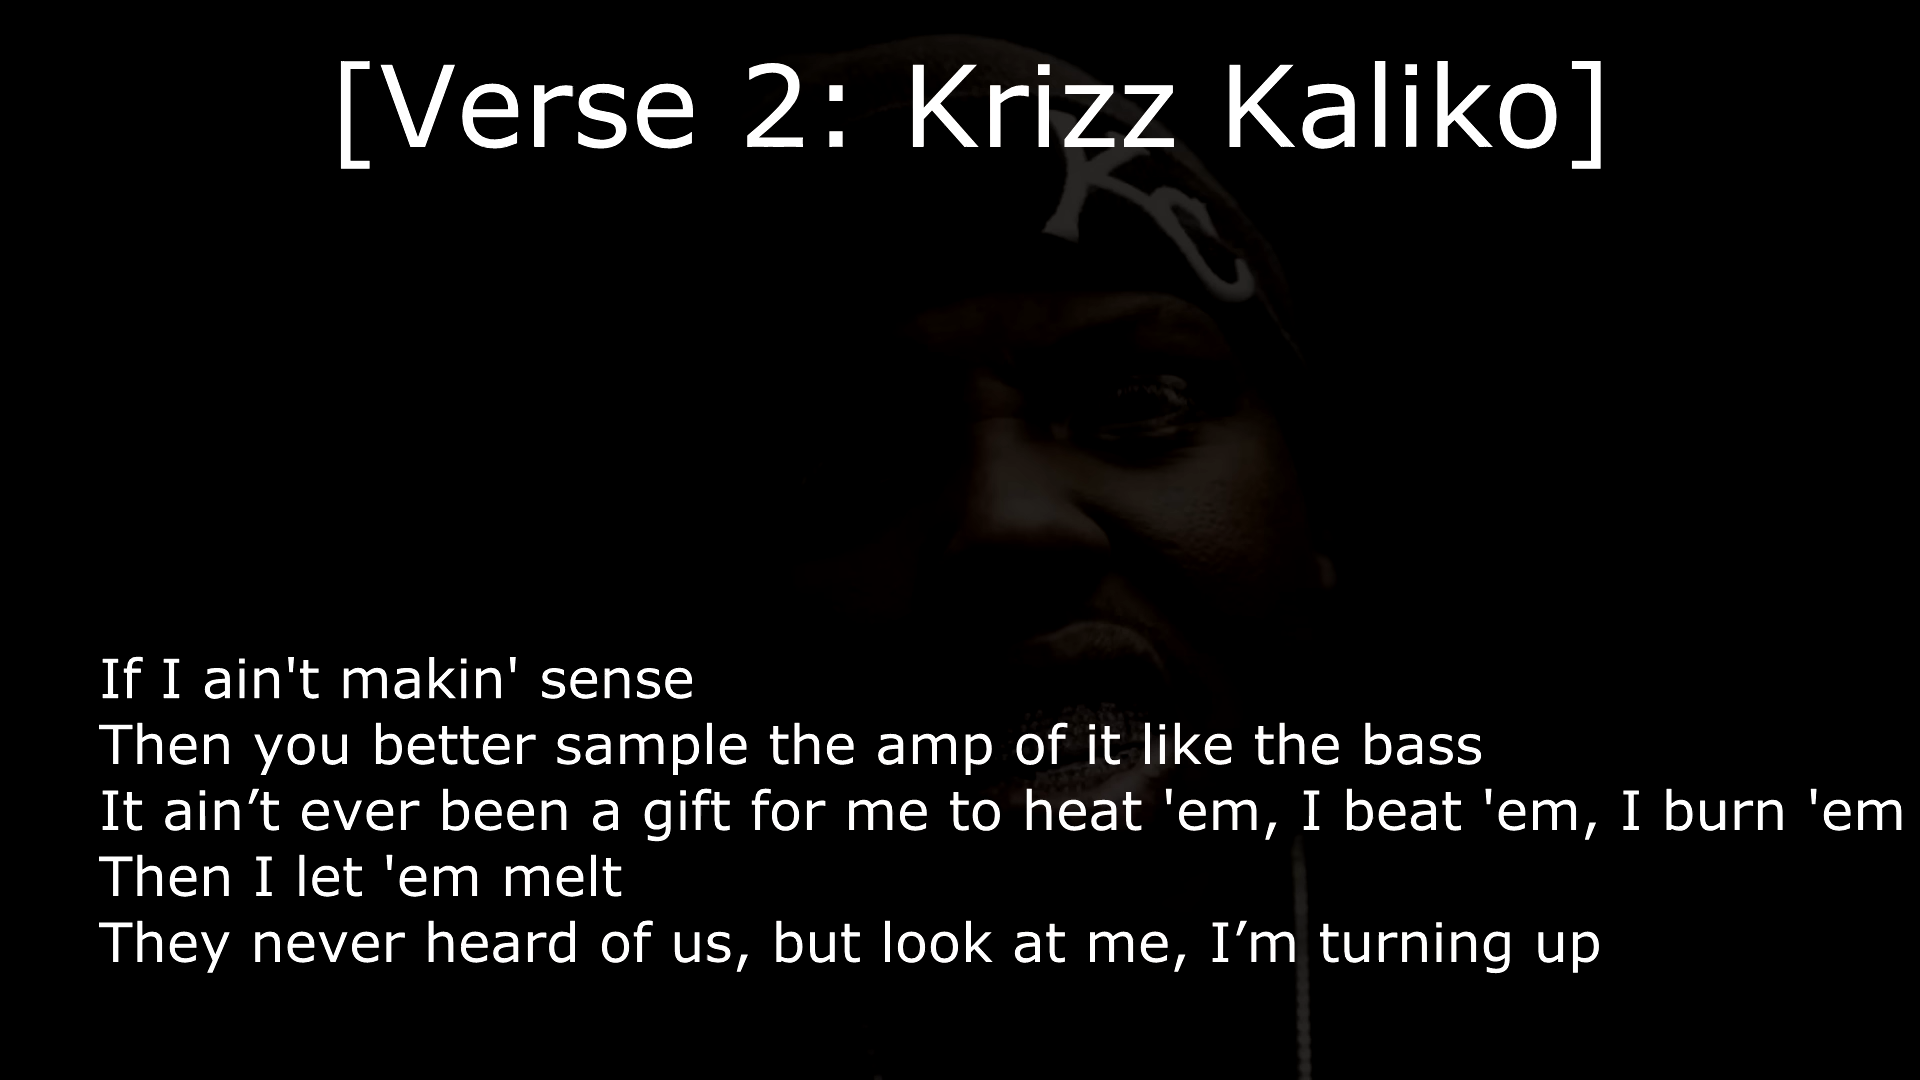 [Verse 2: Krizz Kaliko]
KC
If I ain't makin' sense
Then you better sample the amp of it like the bass
It ain’t ever been a gift for me to heat 'em, I beat 'em, I burn 'em
Then I let 'em melt
They never heard of us, but look at me, I’m turning up